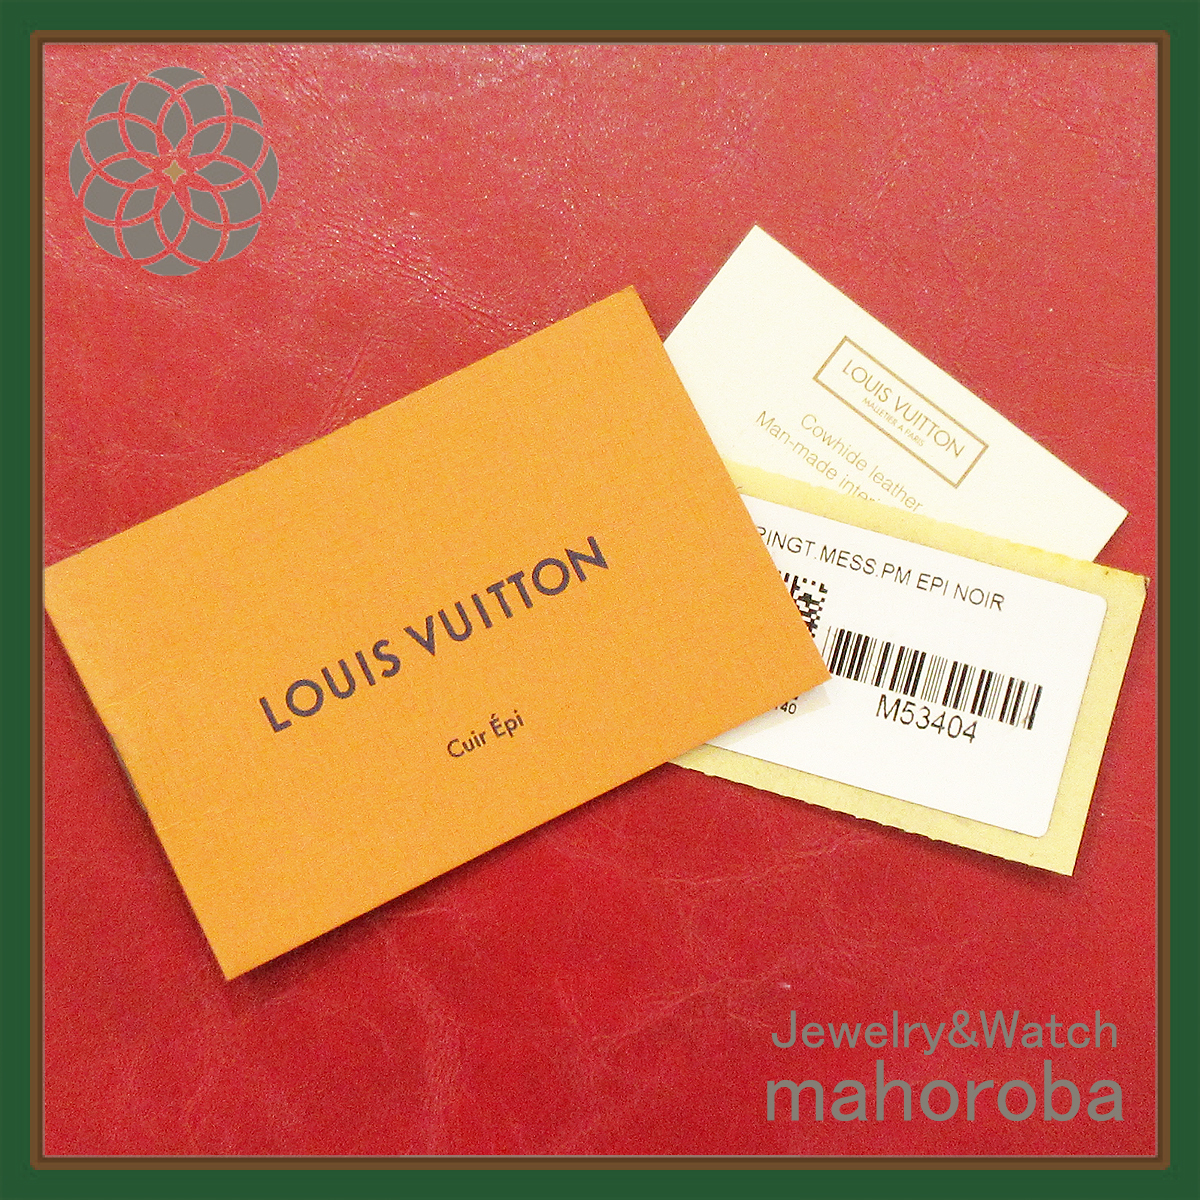 LOUIS VUITTON
Cuir Épi
LOUIS VUITTON
MALLETIER A PARIS
Cowhide leather
Man-made
MESS.PM EPI NOIR
M53404
Jewelry&Watch
mahoroba